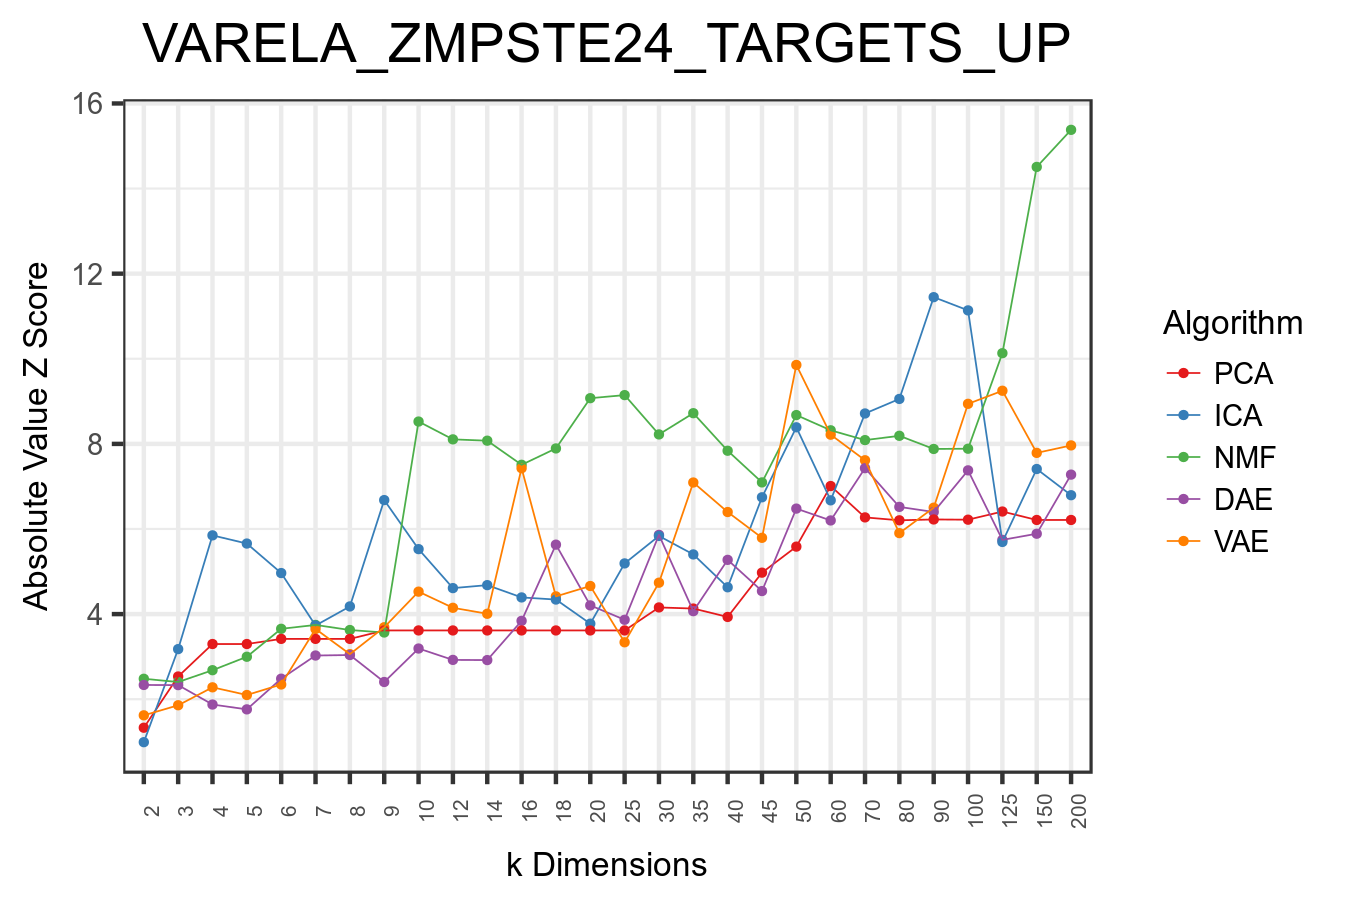 VARELA_ZMPSTE24_TARGETS_UP
Absolute Value Z Score
16
12
8
4
2 3 4 5 6 7 8 9 10 12 14 16 18 20 25 30 35 40 45 50 60 70 80 90 100 125 150 200
k Dimensions
Algorithm
PCA
ICA
NMF
DAE
VAE